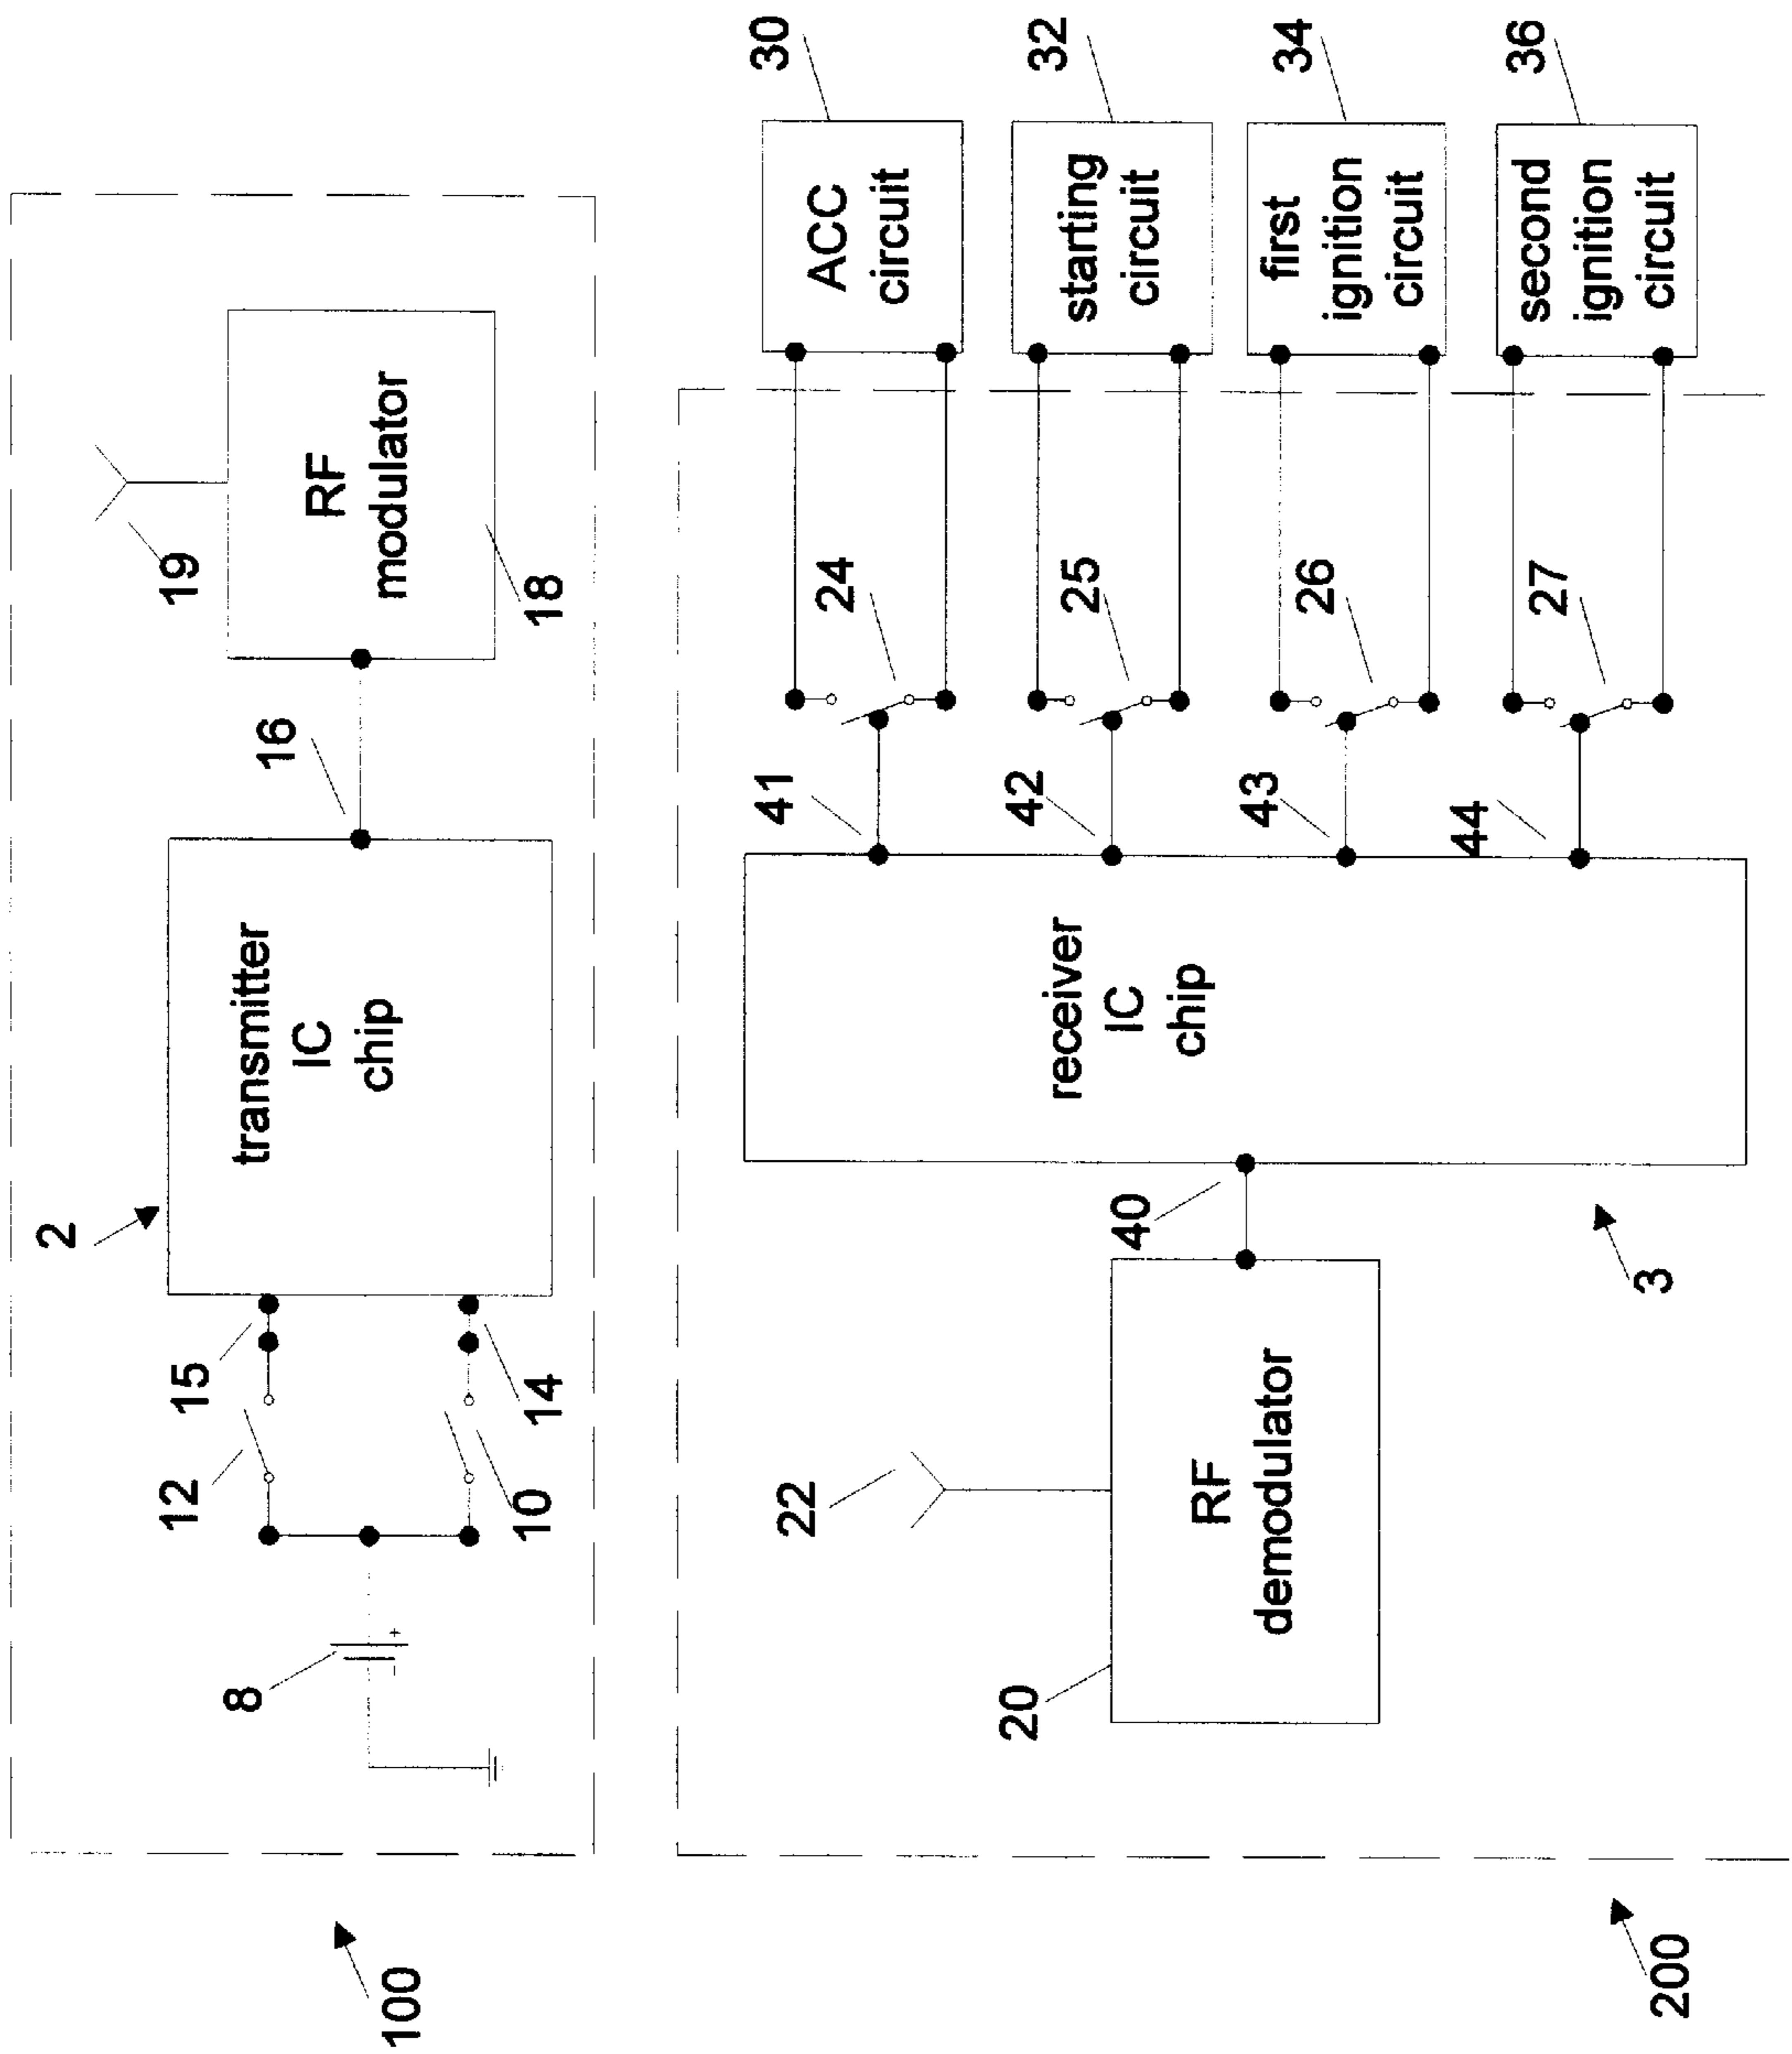 100
2
8
12
15
10
14
transmitter
IC
chip
16
19
RF
modulator
18
200
20
22
RF
demodulator
40
3
receiver
IC
chip
41
42
43
44
24
25
26
27
ACC
circuit
30
starting
circuit
32
first
ignition
circuit
34
second
ignition
circuit
36
+
-